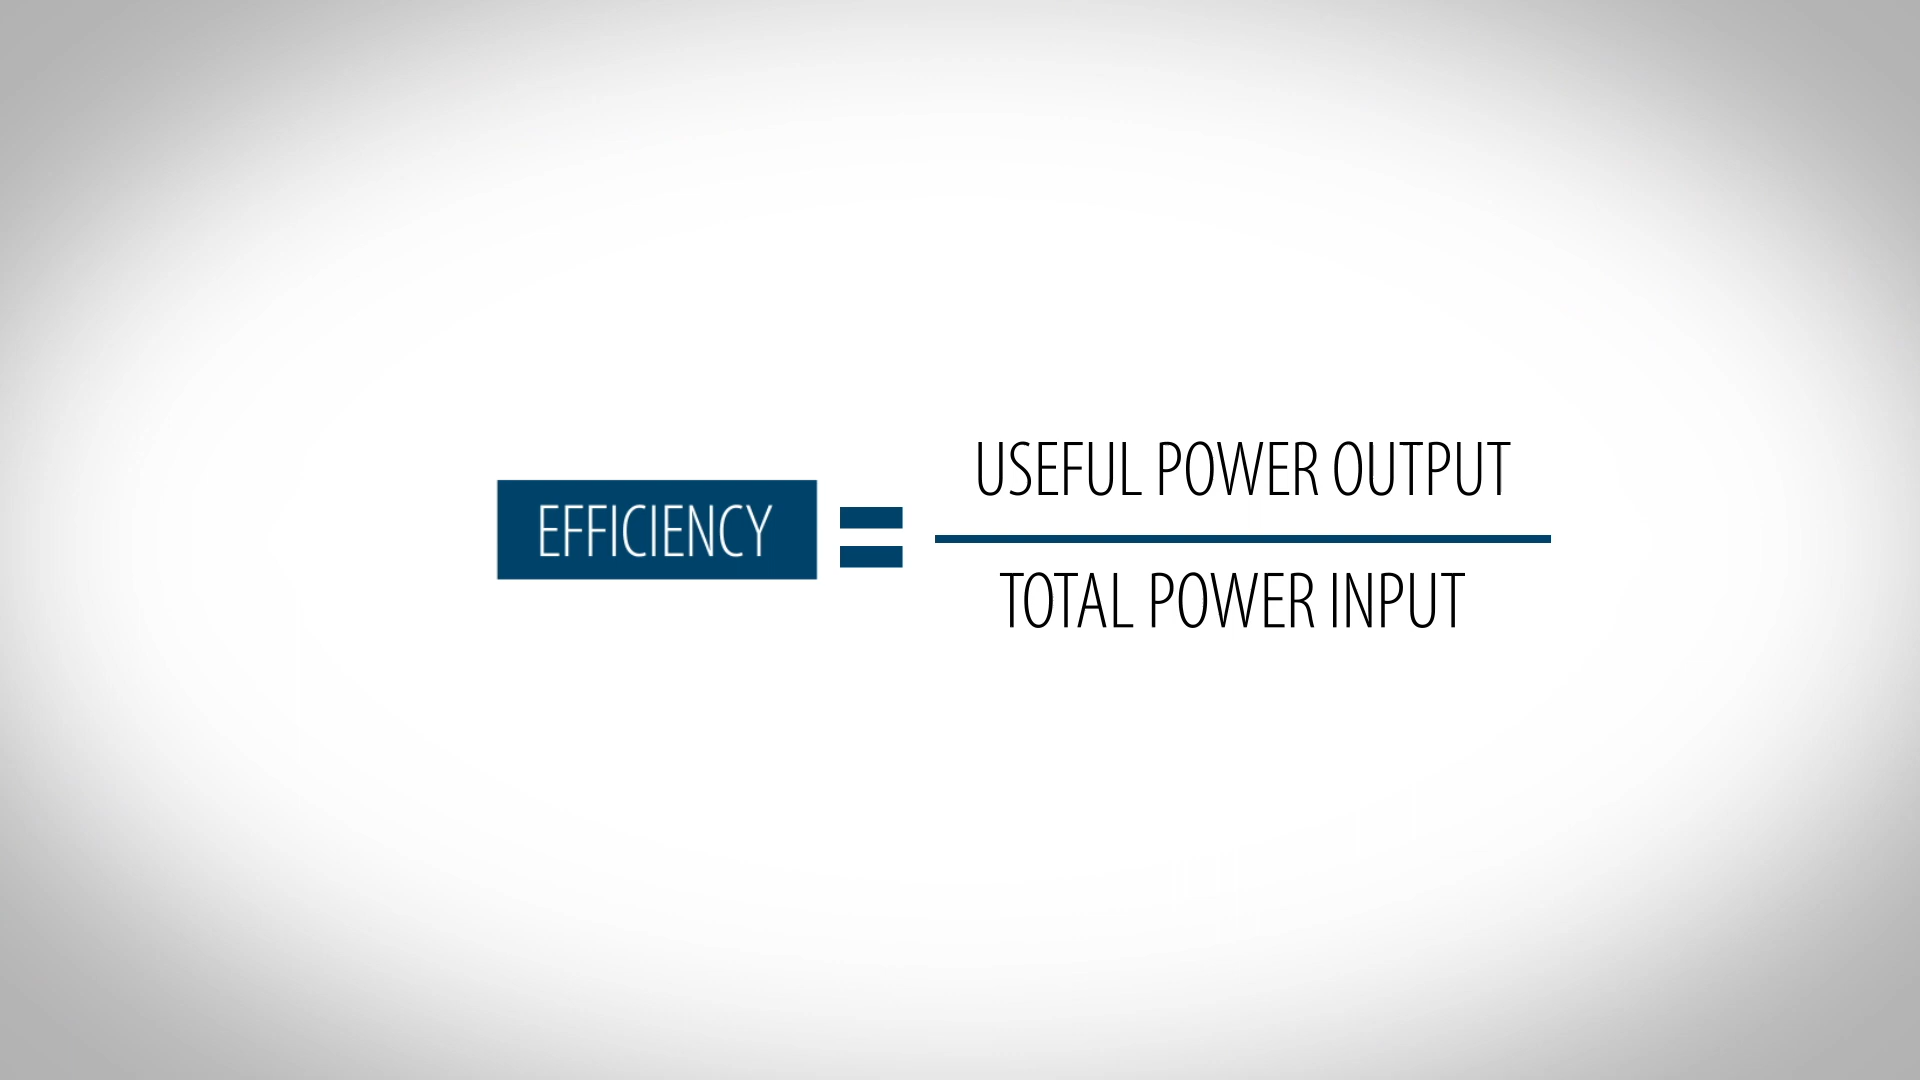 EFFICIENCY
=
USEFUL POWER OUTPUT
TOTAL POWER INPUT